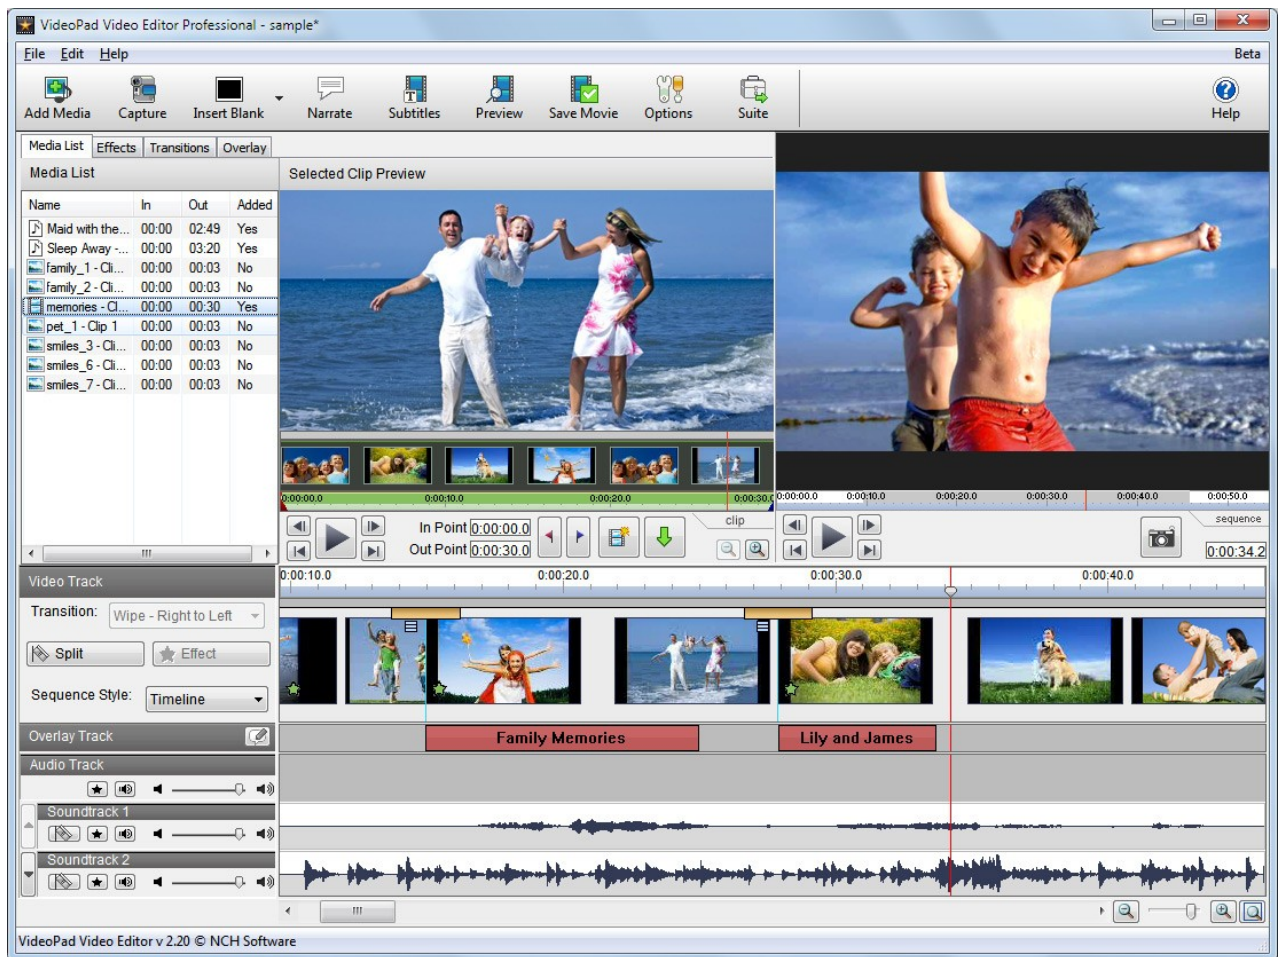 VideoPad Video Editor Professional - sample*
File Edit Help Beta
Add Media Capture Insert Blank Narrate Subtitles Preview Save Movie Options Suite Help
Media List Effects Transitions Overlay
Media List
Selected Clip Preview
Name In Out Added
Maid with the... 00:00 02:49 Yes
Sleep Away -... 00:00 03:20 Yes
family_1 - Cli... 00:00 00:03 No
family_2 - Cli... 00:00 00:03 No
memories - Cl... 00:00 00:30 Yes
pet_1 - Clip 1 00:00 00:03 No
smiles_3 - Cli... 00:00 00:03 No
smiles_6 - Cli... 00:00 00:03 No
smiles_7 - Cli... 00:00 00:03 No
0:00:00.0 0:00:10.0 0:00:20.0 0:00:30.0
0:00:00.0 0:00:10.0 0:00:20.0 0:00:30.0 0:00:40.0 0:00:50.0
In Point 0:00:00.0
Out Point 0:00:30.0
clip
sequence
0:00:34.2
Video Track
0:00:10.0 0:00:20.0 0:00:30.0 0:00:40.0
Transition: Wipe - Right to Left
Split Effect
Sequence Style: Timeline
Overlay Track
Family Memories Lily and James
Audio Track
Soundtrack 1
Soundtrack 2
VideoPad Video Editor v 2.20 © NCH Software